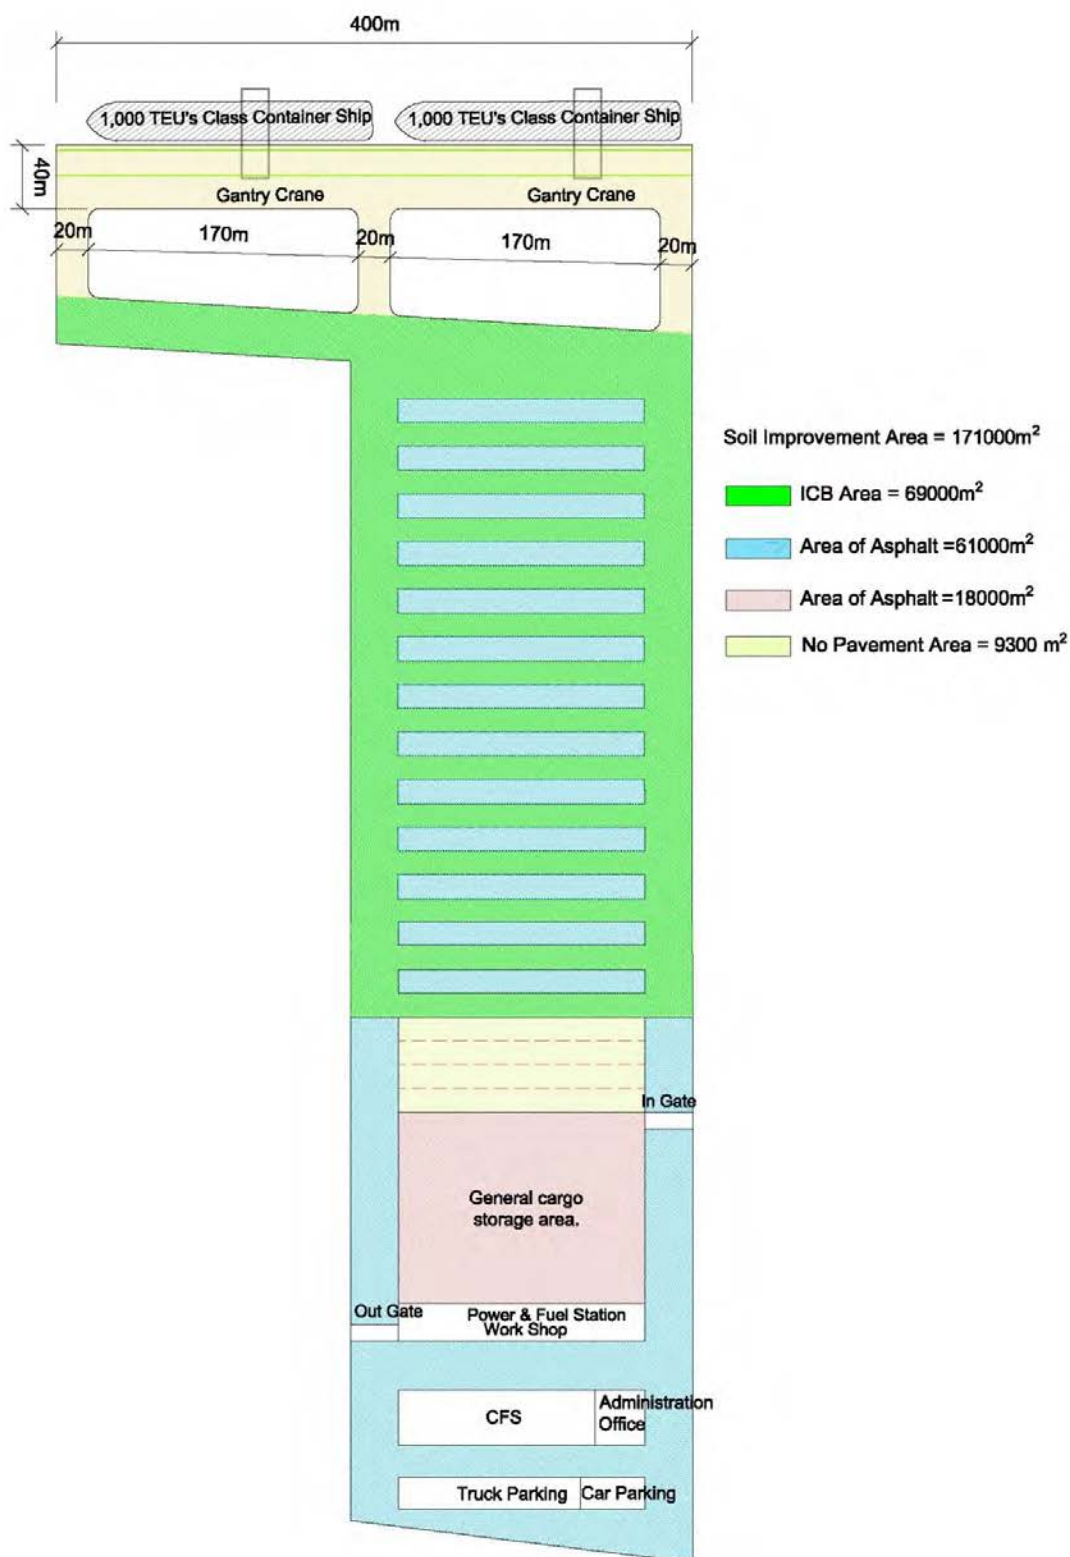 400m
1,000 TEU's Class Container Ship
1,000 TEU's Class Container Ship
40m
Gantry Crane
Gantry Crane
20m
170m
20m
170m
20m
Soil Improvement Area = 171000m²
ICB Area = 69000m²
Area of Asphalt =61000m²
Area of Asphalt =18000m²
No Pavement Area = 9300 m²
In Gate
General cargo
storage area.
Out Gate
Power & Fuel Station
Work Shop
CFS
Administration
Office
Truck Parking
Car Parking